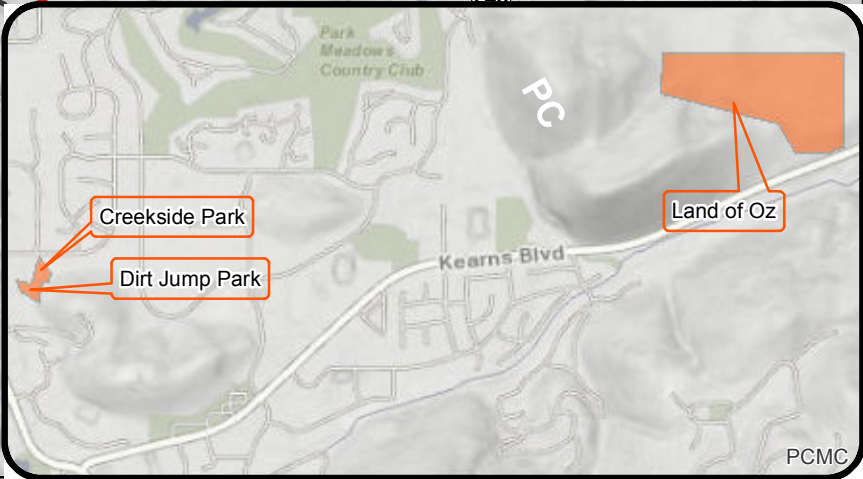 Park
Meadows
Country Club
PC
Creekside Park
Land of Oz
Kearns Blvd
Dirt Jump Park
PCMC